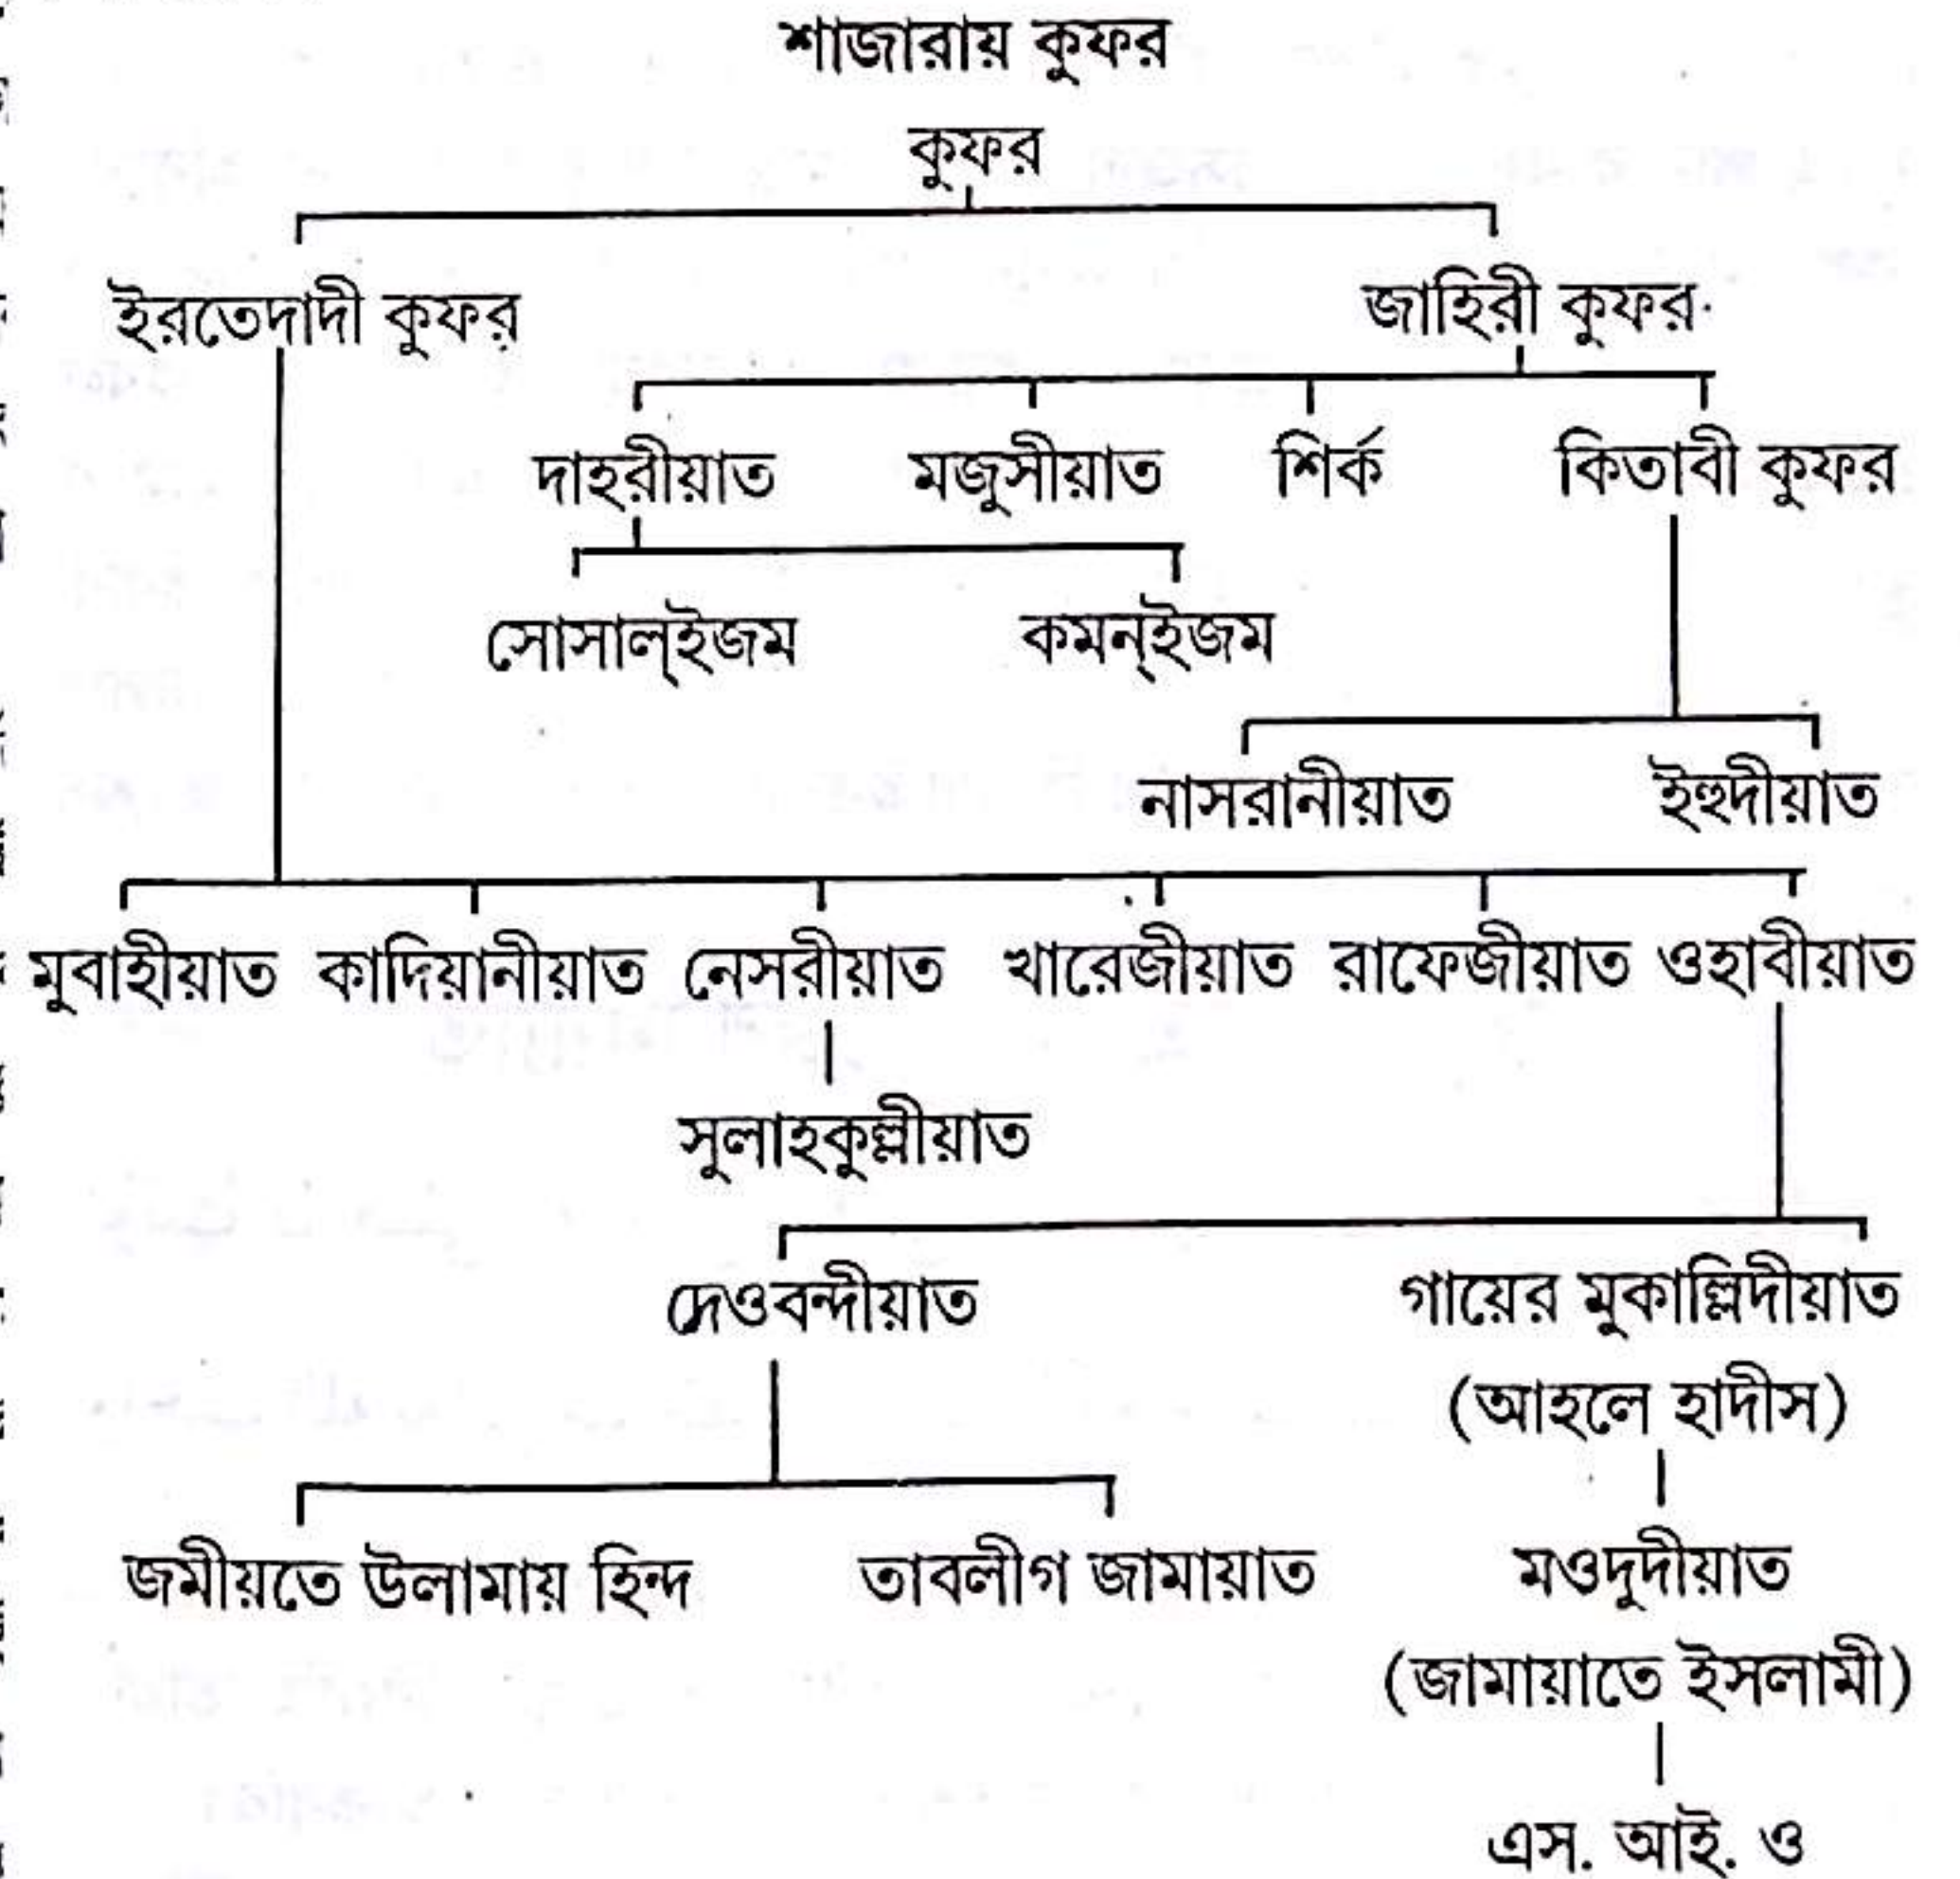 শাজারায় কুফর
কুফর
ইরতেদাদী কুফর জাহিরী কুফর
দাহরীয়াত মজুসীয়াত শির্ক কিতাবী কুফর
সোসাল্‌ইজম কমন্‌ইজম
নাসরানীয়াত ইহুদীয়াত
মুবাহীয়াত কাদিয়ানীয়াত নেসরীয়াত খারেজীয়াত রাফেজীয়াত ওহাবীয়াত
সুলাহকুল্লীয়াত
দেওবন্দীয়াত গায়ের মুকাল্লিদীয়াত
(আহলে হাদীস)
জমীয়তে উলামায় হিন্দ তাবলীগ জামায়াত মওদুদীয়াত
(জামায়াতে ইসলামী)
এস. আই. ও